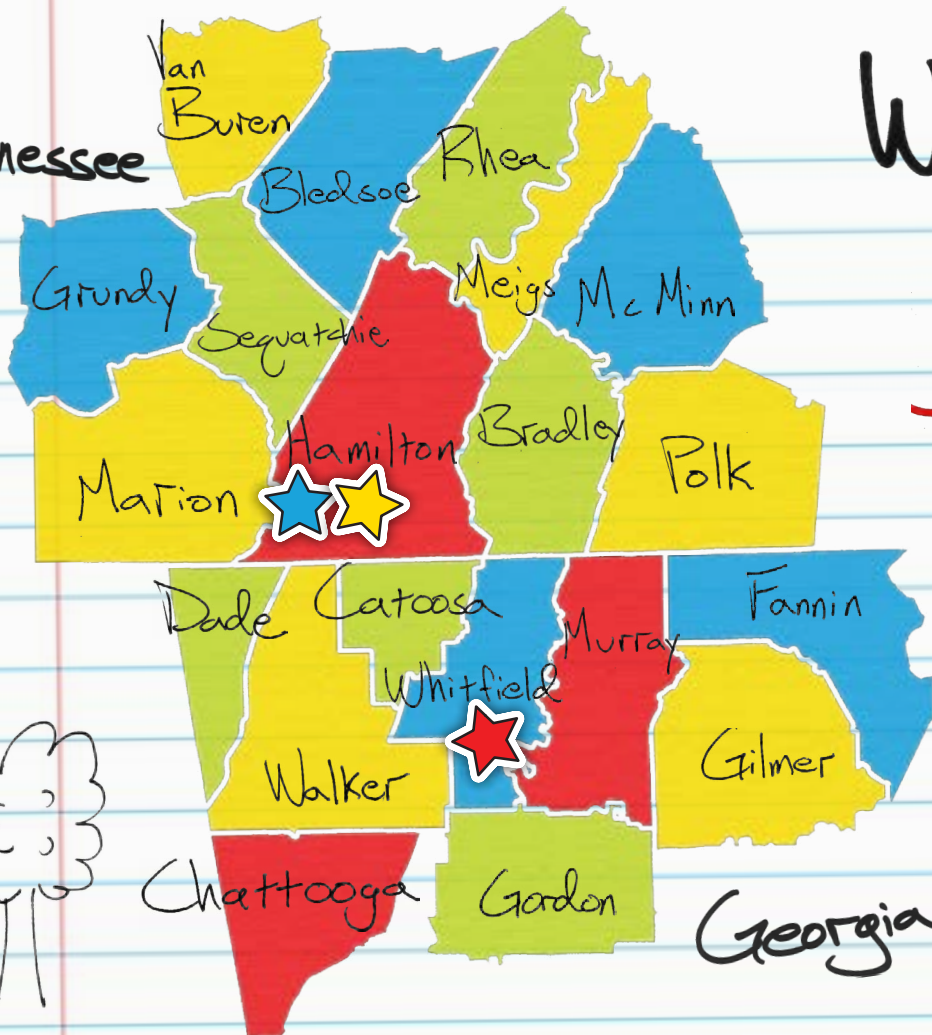 Van
Buren
Bledsoe
Rhea
Meigs
McMinn
Grundy
Sequatchie
Hamilton
Bradley
Polk
Marion
Dade
Catoosa
Whitfield
Murray
Fannin
Walker
Gilmer
Chattooga
Gordon
Georgia
nessee
W